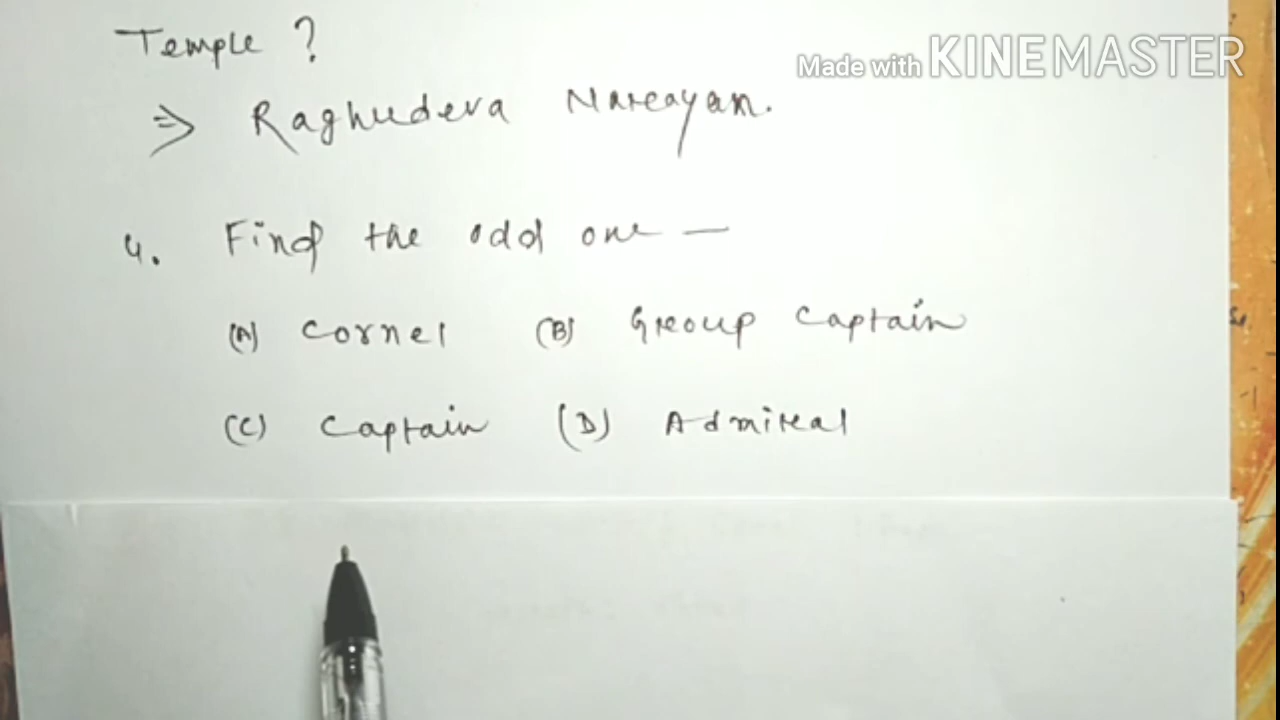 Temple ?
Made with KINEMASTER
⇒ Raghudeva Narayan.
4. Find the odd one —
(A) Cornel (B) Group Captain
(C) Captain (D) Admiral